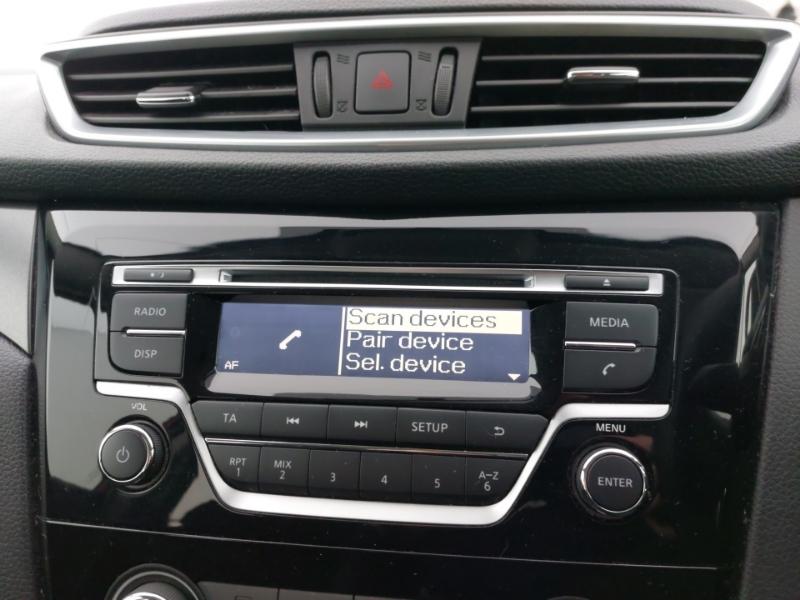 RADIO
DISP
Scan devices
Pair device
Sel. device
AF
MEDIA
VOL
TA
SETUP
MENU
RPT
1
MIX
2
3
4
5
A–Z
6
ENTER